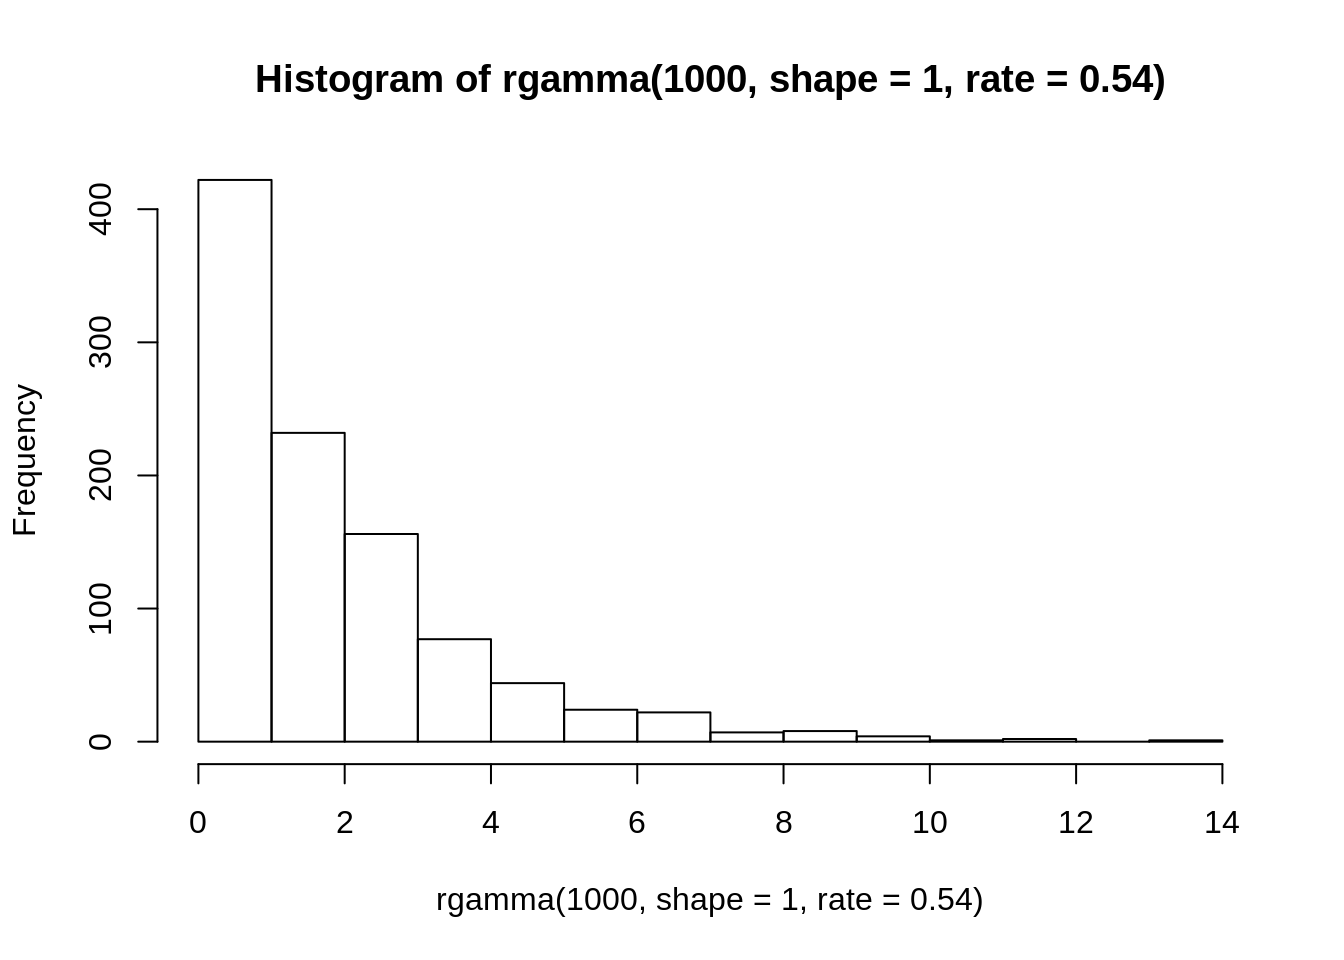 Histogram of rgamma(1000, shape = 1, rate = 0.54)
Frequency
400
300
200
100
0
0 2 4 6 8 10 12 14
rgamma(1000, shape = 1, rate = 0.54)